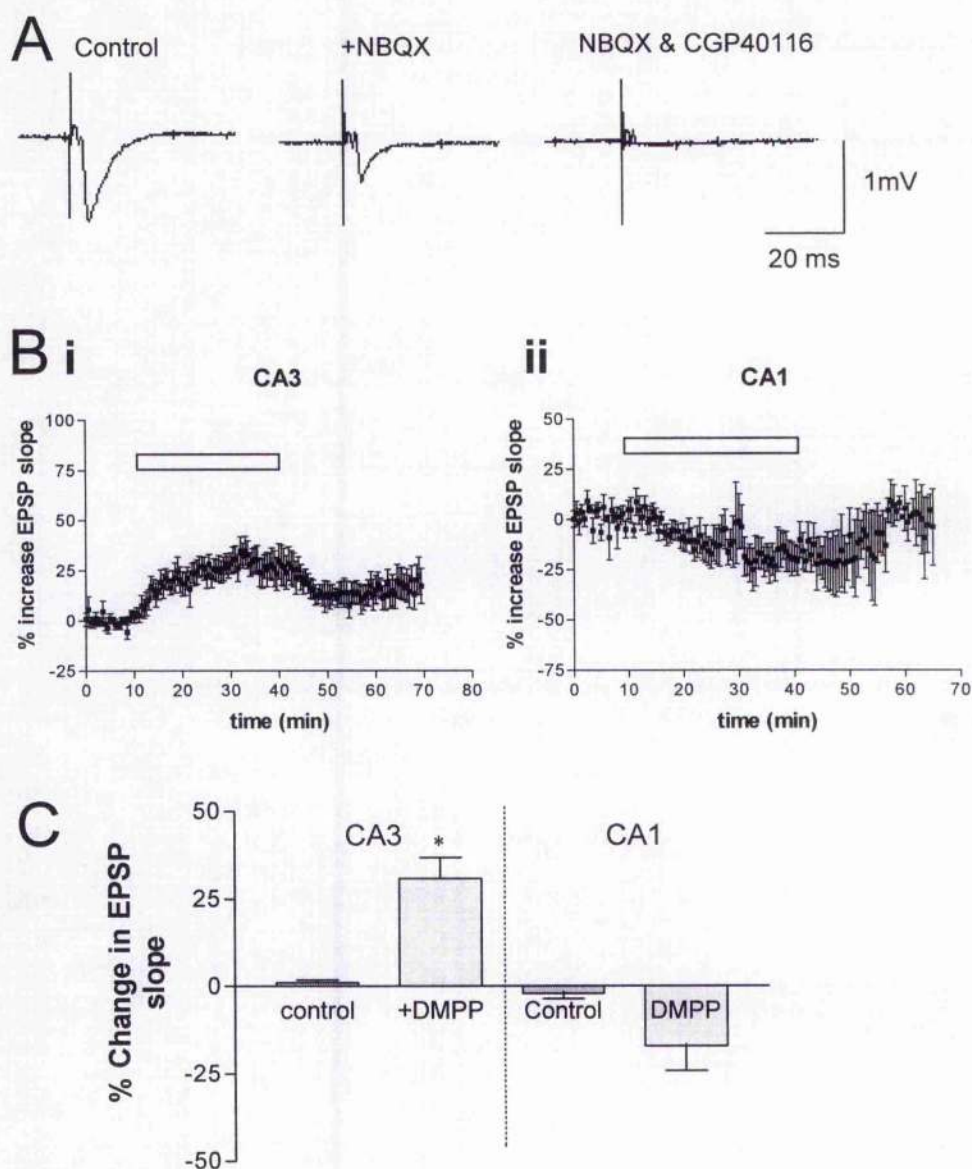 A
Control
+NBQX
NBQX & CGP40116
1mV
20 ms
B i
CA3
% increase EPSP slope
100
75
50
25
0
-25
0 10 20 30 40 50 60 70 80
time (min)
ii
CA1
% increase EPSP slope
50
25
0
-25
-75
0 10 20 30 40 50 60 70
time (min)
C
% Change in EPSP
slope
50
25
0
-25
-50
CA3
CA1
*
control
+DMPP
Control
DMPP